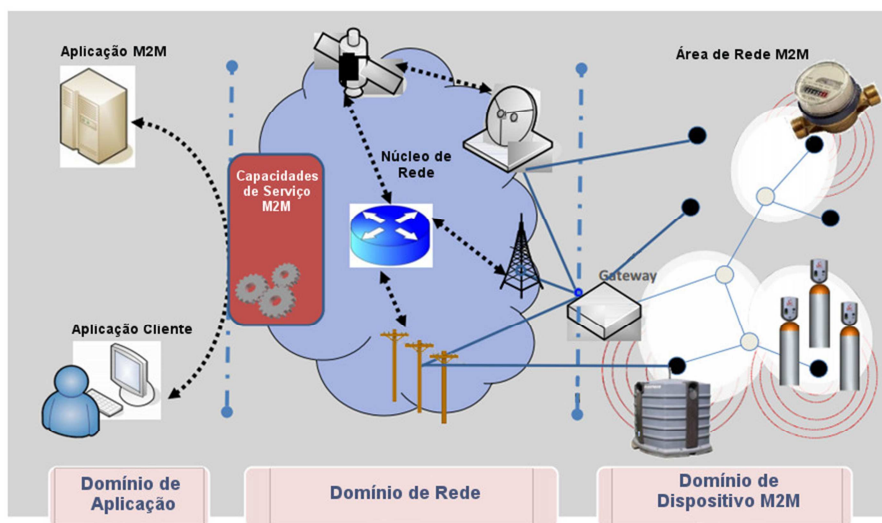 Aplicação M2M
Área de Rede M2M
Núcleo de
Rede
Capacidades
de Serviço
M2M
Gateway
Aplicação Cliente
Domínio de
Aplicação
Domínio de Rede
Domínio de
Dispositivo M2M